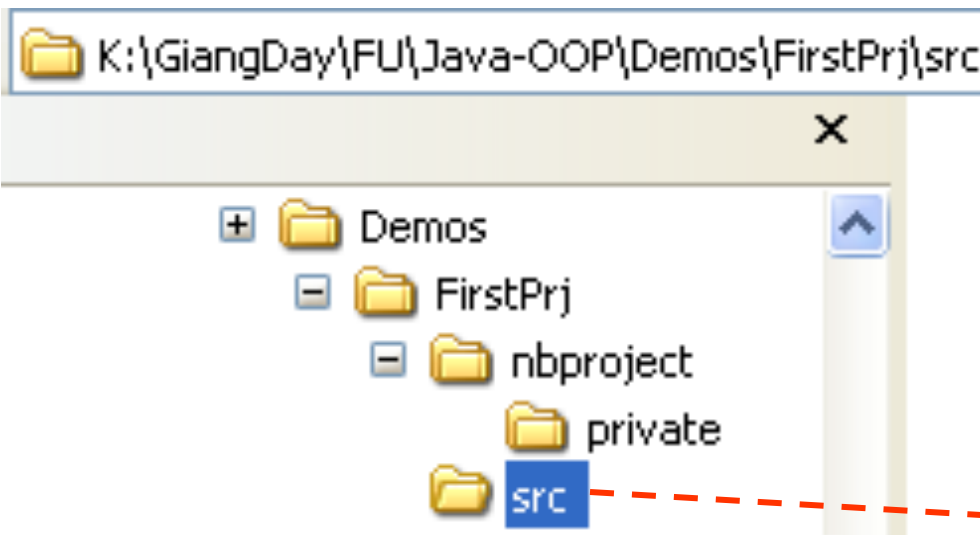 K:\GiangDay\FU\Java-OOP\Demos\FirstPrj\src
Demos
FirstPrj
nbproject
private
src